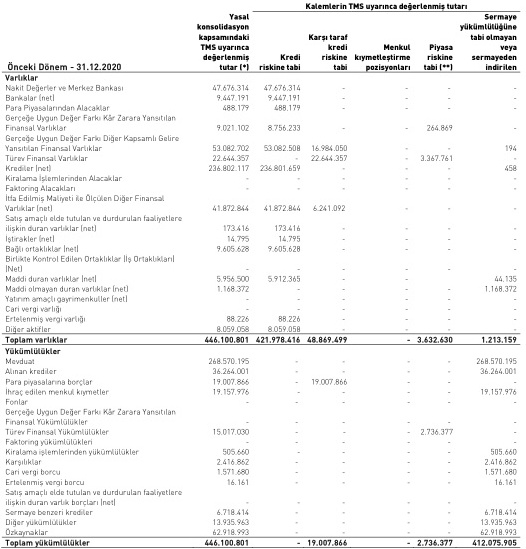 Kalemlerin TMS uyarınca değerlenmiş tutarı
Yasal konsolidasyon kapsamındaki TMS uyarınca değerlenmiş tutar (*)
Kredi riskine tabi
Karşı taraf kredi riskine tabi
Menkul kıymetleştirme pozisyonları
Piyasa riskine tabi (**)
Sermaye yükümlülüğüne tabi olmayan veya sermayeden indirilen
Önceki Dönem - 31.12.2020
Varlıklar
Nakit Değerler ve Merkez Bankası 47.676.314 47.676.314 - - - -
Bankalar (net) 9.447.191 9.447.191 - - - -
Para Piyasalarından Alacaklar 488.179 488.179 - - - -
Gerçeğe Uygun Değer Farkı Kâr Zarara Yansıtılan
Finansal Varlıklar 9.021.102 8.756.233 - - 264.869 -
Gerçeğe Uygun Değer Farkı Diğer Kapsamlı Gelire
Yansıtılan Finansal Varlıklar 53.082.702 53.082.508 16.984.050 - - 194
Türev Finansal Varlıklar 22.644.357 - 22.644.357 - 3.367.761 -
Krediler (net) 236.802.117 236.801.659 - - - 458
Kiralama İşlemlerinden Alacaklar - - - - - -
Faktoring Alacakları - - - - - -
İtfa Edilmiş Maliyeti ile Ölçülen Diğer Finansal
Varlıklar (net) 41.872.844 41.872.844 6.241.092 - - -
Satış amaçlı elde tutulan ve durdurulan faaliyetlere
ilişkin duran varlıklar (net) 173.416 173.416 - - - -
İştirakler (net) 14.795 14.795 - - - -
Bağlı ortaklıklar (net) 9.605.628 9.605.628 - - - -
Birlikte Kontrol Edilen Ortaklıklar (İş Ortaklıkları)
(Net) - - - - - -
Maddi duran varlıklar (net) 5.956.500 5.912.365 - - - 44.135
Maddi olmayan duran varlıklar (net) 1.168.372 - - - - 1.168.372
Yatırım amaçlı gayrimenkuller (net) - - - - - -
Cari vergi varlığı - - - - - -
Ertelenmiş vergi varlığı 88.226 88.226 - - - -
Diğer aktifler 8.059.058 8.059.058 - - - -
Toplam varlıklar 446.100.801 421.978.416 48.869.499 - 3.632.630 1.213.159
Yükümlülükler
Mevduat 268.570.195 - - - - 268.570.195
Alınan krediler 36.264.001 - - - - 36.264.001
Para piyasalarına borçlar 19.007.866 - 19.007.866 - - -
İhraç edilen menkul kıymetler 19.157.976 - - - - 19.157.976
Fonlar - - - - - -
Gerçeğe Uygun Değer Farkı Kâr Zarara Yansıtılan
Finansal Yükümlülükler - - - - - -
Türev Finansal Yükümlülükler 15.017.030 - - - 2.736.377 -
Faktoring yükümlülükleri - - - - - -
Kiralama işlemlerinden yükümlülükler 505.660 - - - - 505.660
Karşılıklar 2.416.862 - - - - 2.416.862
Cari vergi borcu 1.571.680 - - - - 1.571.680
Ertelenmiş vergi borcu 16.161 - - - - 16.161
Satış amaçlı elde tutulan ve durdurulan faaliyetlere
ilişkin duran varlık borçları (net) - - - - - -
Sermaye benzeri krediler 6.718.414 - - - - 6.718.414
Diğer yükümlülükler 13.935.963 - - - - 13.935.963
Özkaynaklar 62.918.993 - - - - 62.918.993
Toplam yükümlülükler 446.100.801 - 19.007.866 - 2.736.377 412.075.905